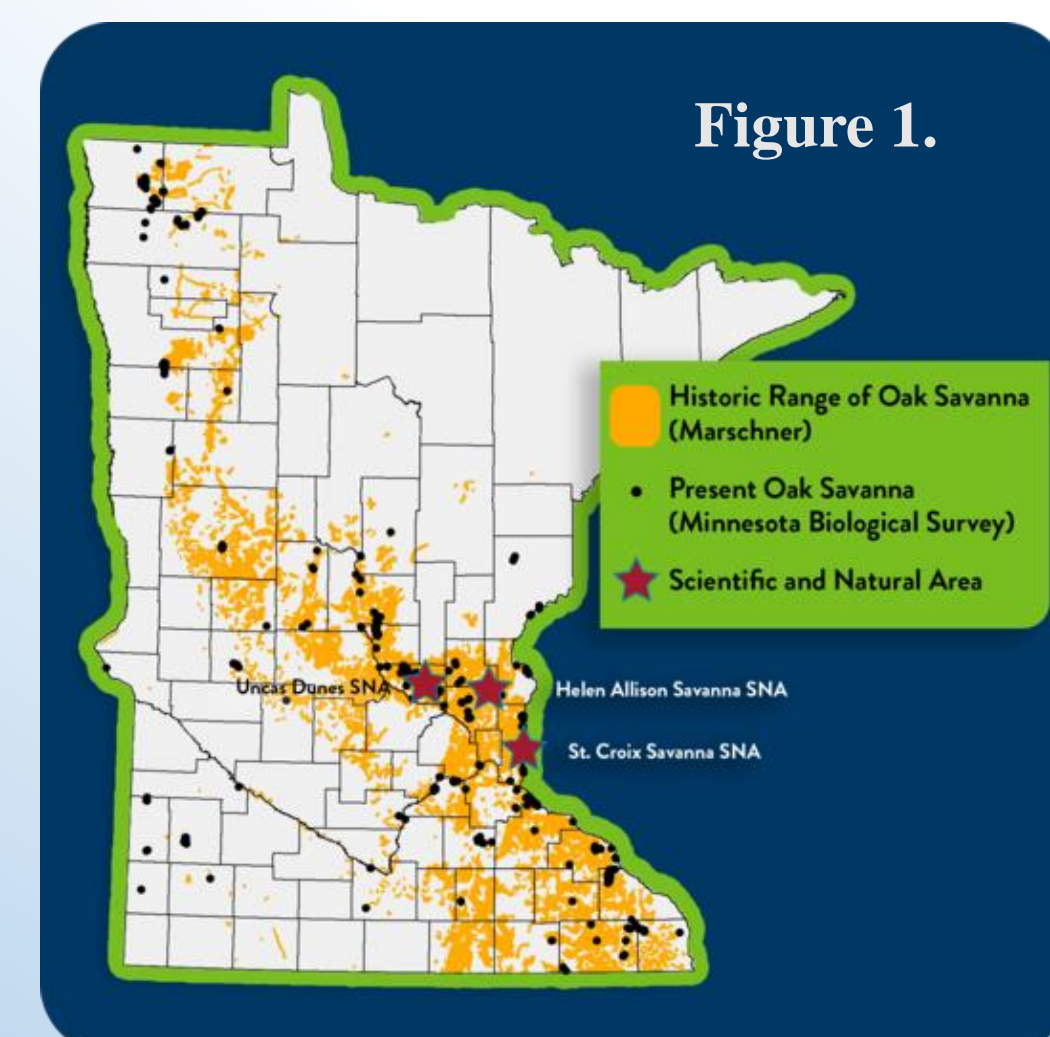 Figure 1.
Historic Range of Oak Savanna
(Marschner)
Present Oak Savanna
(Minnesota Biological Survey)
Scientific and Natural Area
Uncas Dunes SNA
Helen Allison Savanna SNA
St. Croix Savanna SNA